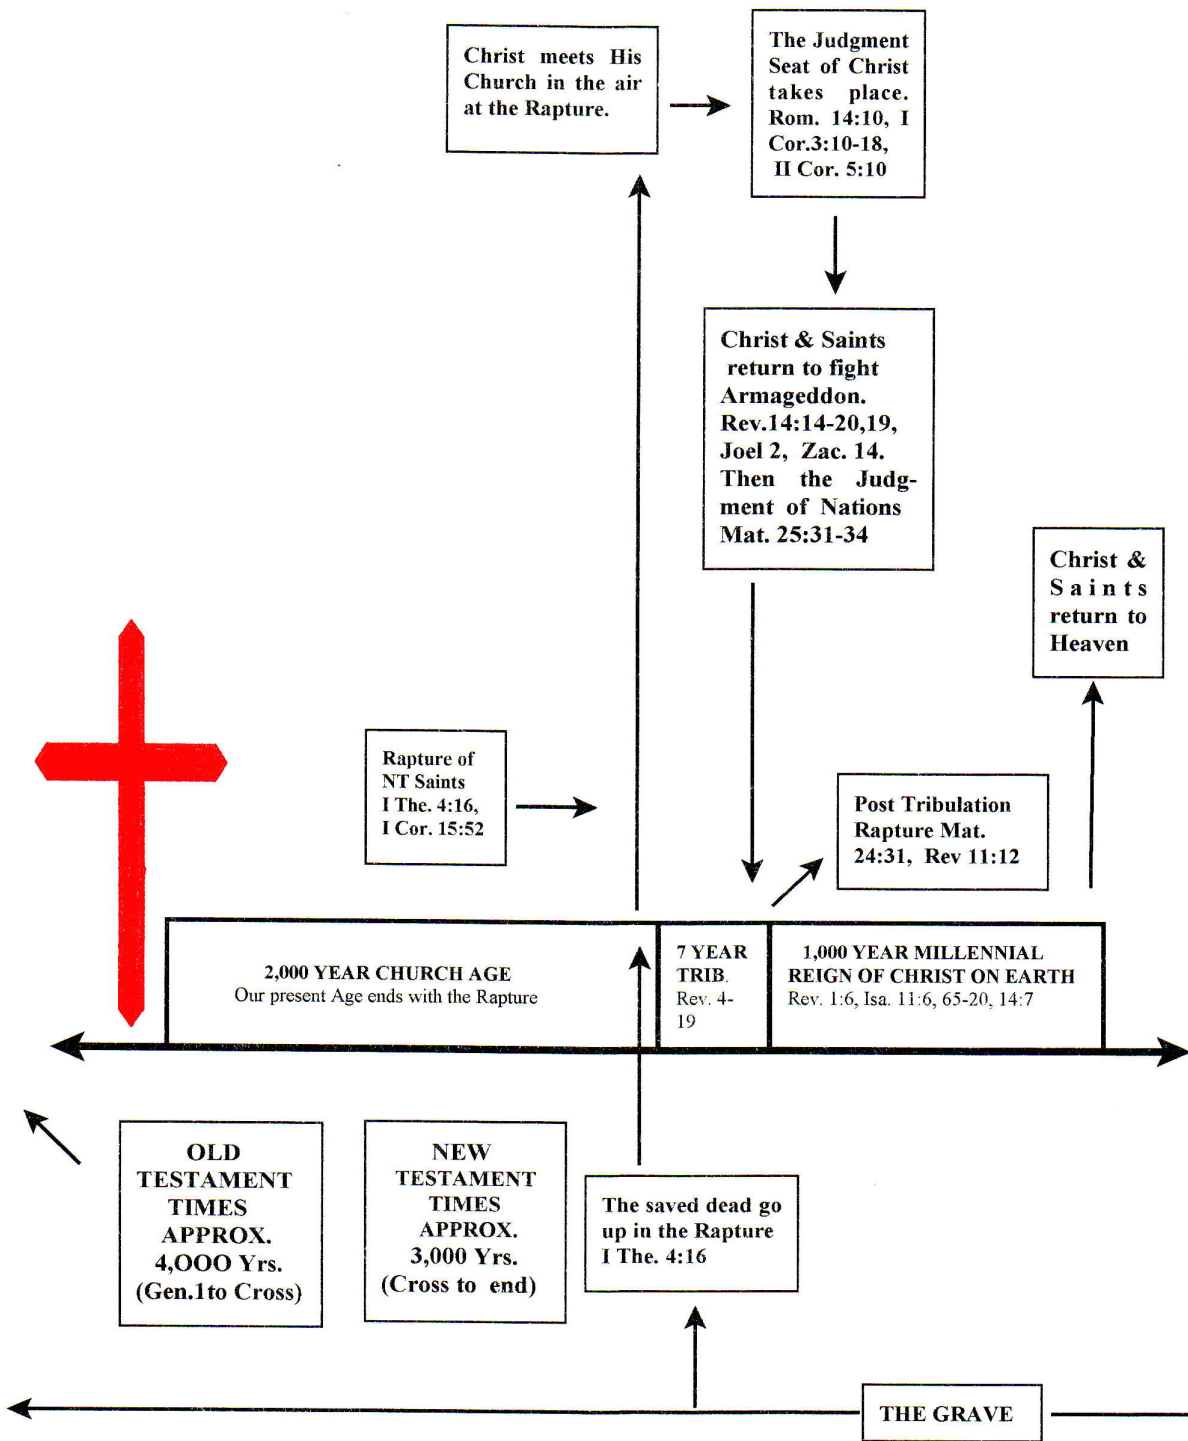 Christ meets His
Church in the air
at the Rapture.
The Judgment
Seat of Christ
takes place.
Rom. 14:10, I
Cor.3:10-18,
II Cor. 5:10
Christ & Saints
return to fight
Armageddon.
Rev.14:14-20,19,
Joel 2, Zac. 14.
Then the Judg-
ment of Nations
Mat. 25:31-34
Christ &
Saints
return to
Heaven
Rapture of
NT Saints
I The. 4:16,
I Cor. 15:52
Post Tribulation
Rapture Mat.
24:31, Rev 11:12
2,000 YEAR CHURCH AGE
Our present Age ends with the Rapture
7 YEAR
TRIB.
Rev. 4-
19
1,000 YEAR MILLENNIAL
REIGN OF CHRIST ON EARTH
Rev. 1:6, Isa. 11:6, 65-20, 14:7
OLD
TESTAMENT
TIMES
APPROX.
4,OOO Yrs.
(Gen.1to Cross)
NEW
TESTAMENT
TIMES
APPROX.
3,000 Yrs.
(Cross to end)
The saved dead go
up in the Rapture
I The. 4:16
THE GRAVE